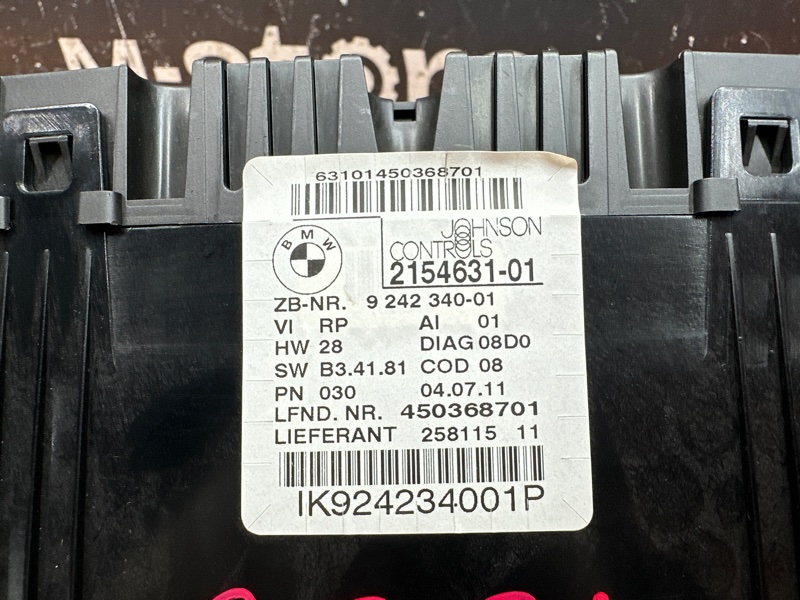 63101450368701
BMW
JOHNSON
CONTROLS
2154631-01
ZB-NR. 9 242 340-01
VI RP AI 01
HW 28 DIAG 08D0
SW B3.41.81 COD 08
PN 030 04.07.11
LFND. NR. 450368701
LIEFERANT 258115 11
IK924234001P